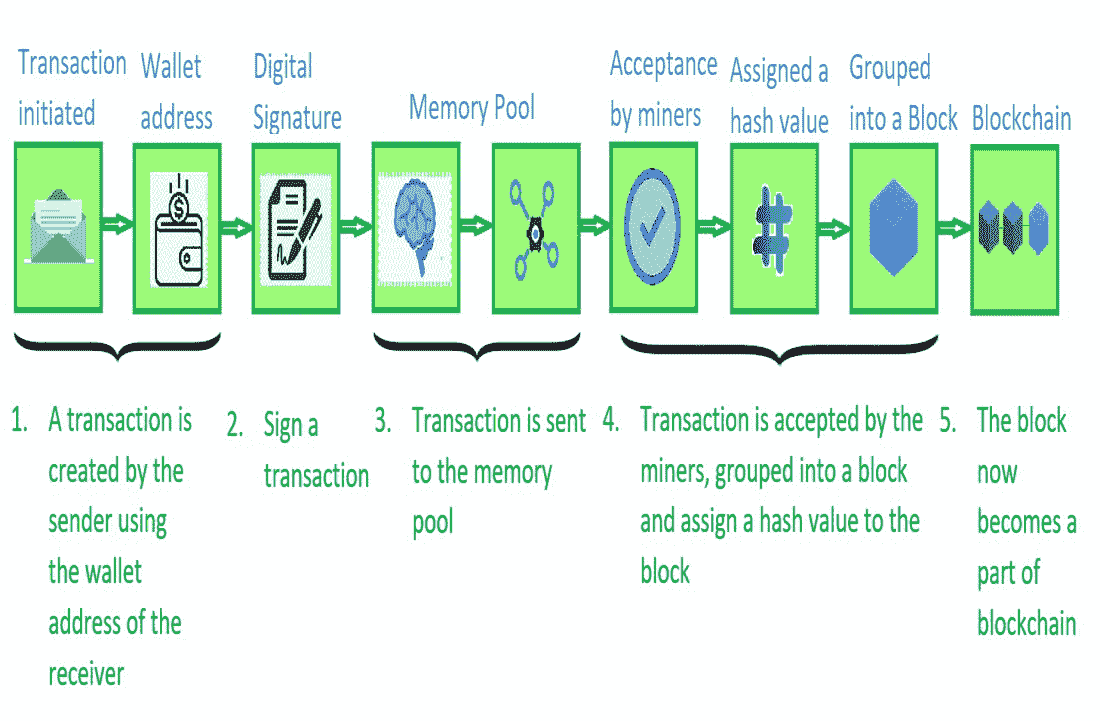 Transaction
initiated
Wallet
address
Digital
Signature
Memory Pool
Acceptance
by miners
Assigned a
hash value
Grouped
into a Block
Blockchain
$
1. A transaction is
created by the
sender using
the wallet
address of the
receiver
2. Sign a
transaction
3. Transaction is sent
to the memory
pool
4. Transaction is accepted by the
miners, grouped into a block
and assign a hash value to the
block
5. The block
now
becomes a
part of
blockchain